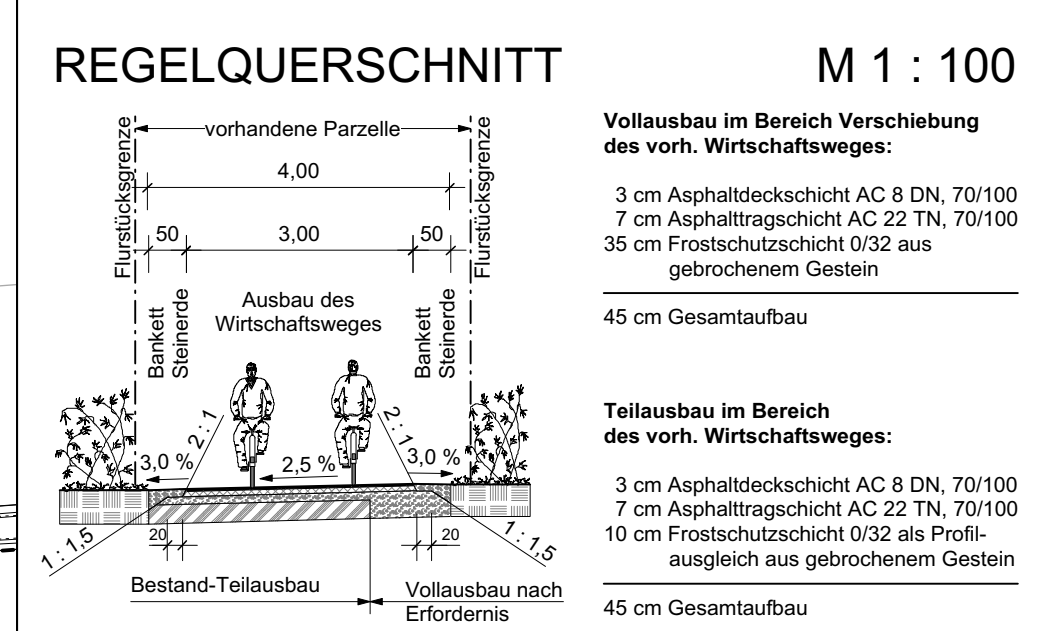 REGELQUERSCHNITT
M 1 : 100
Flurstücksgrenze
vorhandene Parzelle
Flurstücksgrenze
4,00
50
3,00
50
Bankett
Steinerde
Ausbau des
Wirtschaftsweges
Bankett
Steinerde
2 : 1
2 : 1
3,0 %
2,5 %
3,0 %
1 : 1,5
20
20
1 : 1,5
Bestand-Teilausbau
Vollausbau nach
Erfordernis
Vollausbau im Bereich Verschiebung
des vorh. Wirtschaftsweges:
3 cm Asphaltdeckschicht AC 8 DN, 70/100
7 cm Asphalttragschicht AC 22 TN, 70/100
35 cm Frostschutzschicht 0/32 aus
gebrochenem Gestein
45 cm Gesamtaufbau
Teilausbau im Bereich
des vorh. Wirtschaftsweges:
3 cm Asphaltdeckschicht AC 8 DN, 70/100
7 cm Asphalttragschicht AC 22 TN, 70/100
10 cm Frostschutzschicht 0/32 als Profil-
ausgleich aus gebrochenem Gestein
45 cm Gesamtaufbau